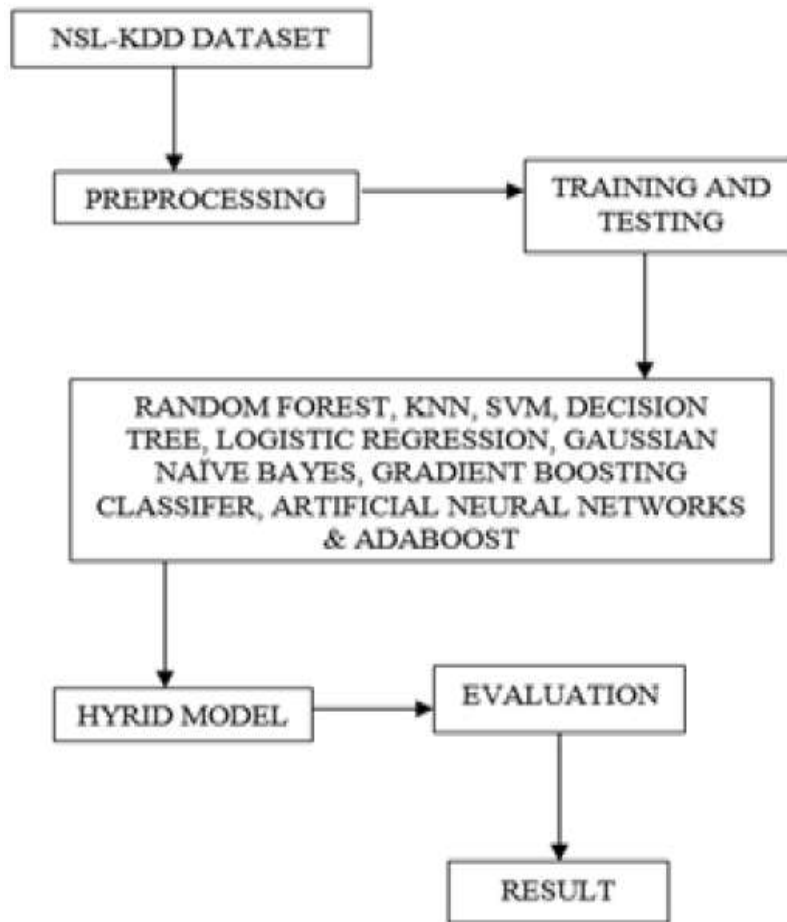 NSL-KDD DATASET
PREPROCESSING
TRAINING AND
TESTING
RANDOM FOREST, KNN, SVM, DECISION
TREE, LOGISTIC REGRESSION, GAUSSIAN
NAÏVE BAYES, GRADIENT BOOSTING
CLASSIFER, ARTIFICIAL NEURAL NETWORKS
& ADABOOST
HYRID MODEL
EVALUATION
RESULT